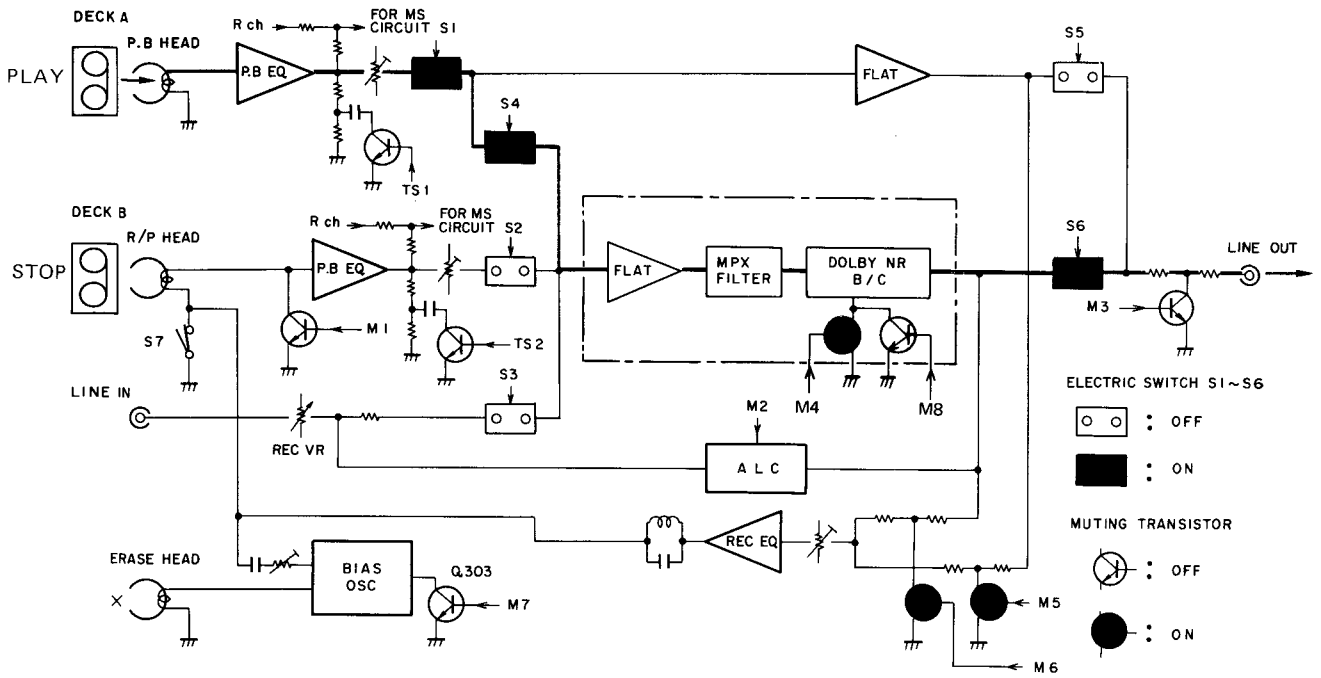 DECK A
P.B HEAD
PLAY
R ch
FOR MS
CIRCUIT S1
P.B EQ
TS1
S4
FLAT
S5
DECK B
R/P HEAD
STOP
R ch
FOR MS
CIRCUIT S2
P.B EQ
M1
TS2
S7
FLAT
MPX
FILTER
DOLBY NR
B/C
M4
M8
S6
LINE OUT
M3
LINE IN
REC VR
S3
M2
ALC
ELECTRIC SWITCH S1~S6
: OFF
: ON
MUTING TRANSISTOR
: OFF
: ON
ERASE HEAD
X
BIAS
OSC
Q303
M7
REC EQ
M5
M6